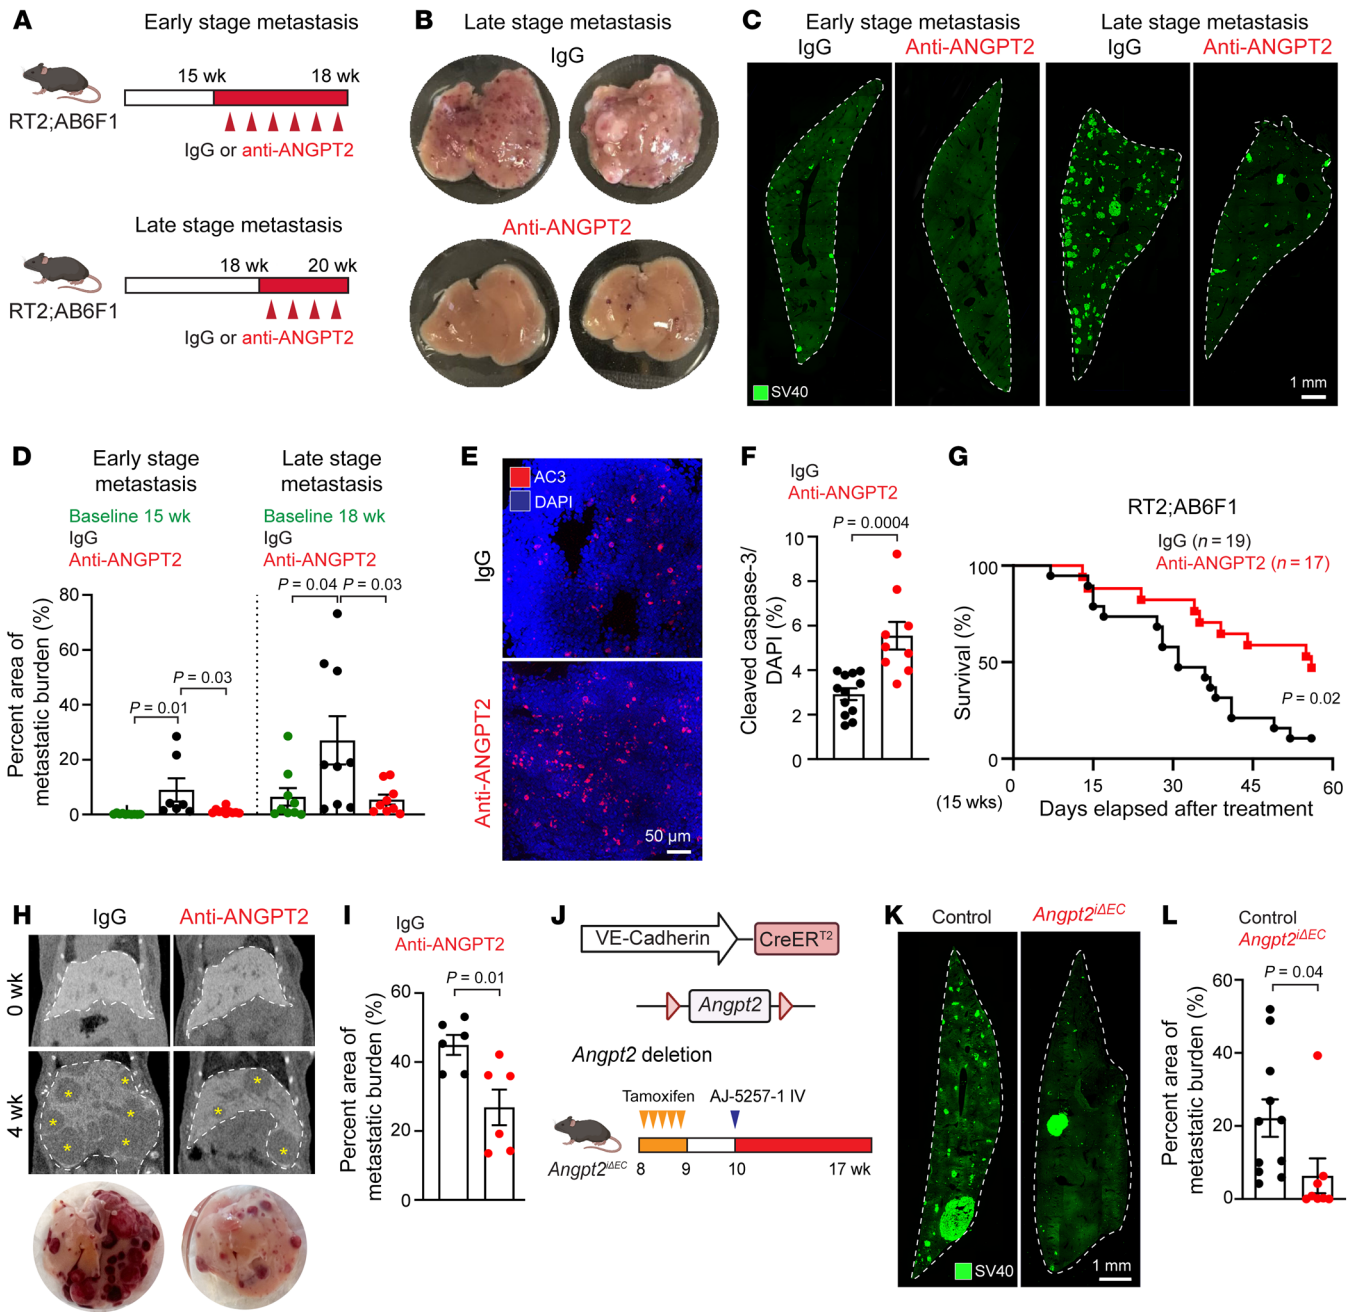 A
Early stage metastasis
15 wk
18 wk
RT2;AB6F1
IgG or anti-ANGPT2
Late stage metastasis
18 wk
20 wk
RT2;AB6F1
IgG or anti-ANGPT2
B
Late stage metastasis
IgG
Anti-ANGPT2
C
Early stage metastasis
Late stage metastasis
IgG
Anti-ANGPT2
IgG
Anti-ANGPT2
SV40
1 mm
D
Early stage
metastasis
Late stage
metastasis
Baseline 15 wk
IgG
Anti-ANGPT2
Baseline 18 wk
IgG
Anti-ANGPT2
Percent area of
metastatic burden (%)
80
60
40
20
0
P = 0.01
P = 0.03
P = 0.04
P = 0.03
E
IgG
Anti-ANGPT2
AC3
DAPI
50 µm
F
IgG
Anti-ANGPT2
P = 0.0004
Cleaved caspase-3/
DAPI (%)
10
8
6
4
2
0
G
RT2;AB6F1
IgG (n = 19)
Anti-ANGPT2 (n = 17)
Survival (%)
100
50
0
P = 0.02
0
15
30
45
60
(15 wks)
Days elapsed after treatment
H
IgG
Anti-ANGPT2
0 wk
4 wk
* * * * *
* * *
I
IgG
Anti-ANGPT2
P = 0.01
Percent area of
metastatic burden (%)
60
40
20
0
J
VE-Cadherin
CreERT2
Angpt2
Angpt2 deletion
Tamoxifen
AJ-5257-1 IV
Angpt2iΔEC
8
9
10
17 wk
K
Control
Angpt2iΔEC
SV40
1 mm
L
Control
Angpt2iΔEC
P = 0.04
Percent area of
metastatic burden (%)
60
40
20
0